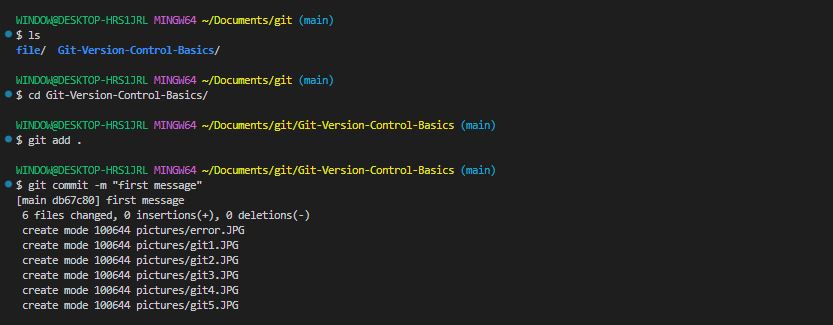 WINDOW@DESKTOP-HRS1JRL MINGW64 ~/Documents/git (main)
$ ls
file/  Git-Version-Control-Basics/
WINDOW@DESKTOP-HRS1JRL MINGW64 ~/Documents/git (main)
$ cd Git-Version-Control-Basics/
WINDOW@DESKTOP-HRS1JRL MINGW64 ~/Documents/git/Git-Version-Control-Basics (main)
$ git add .
WINDOW@DESKTOP-HRS1JRL MINGW64 ~/Documents/git/Git-Version-Control-Basics (main)
$ git commit -m "first message"
[main db67c80] first message
 6 files changed, 0 insertions(+), 0 deletions(-)
 create mode 100644 pictures/error.JPG
 create mode 100644 pictures/git1.JPG
 create mode 100644 pictures/git2.JPG
 create mode 100644 pictures/git3.JPG
 create mode 100644 pictures/git4.JPG
 create mode 100644 pictures/git5.JPG